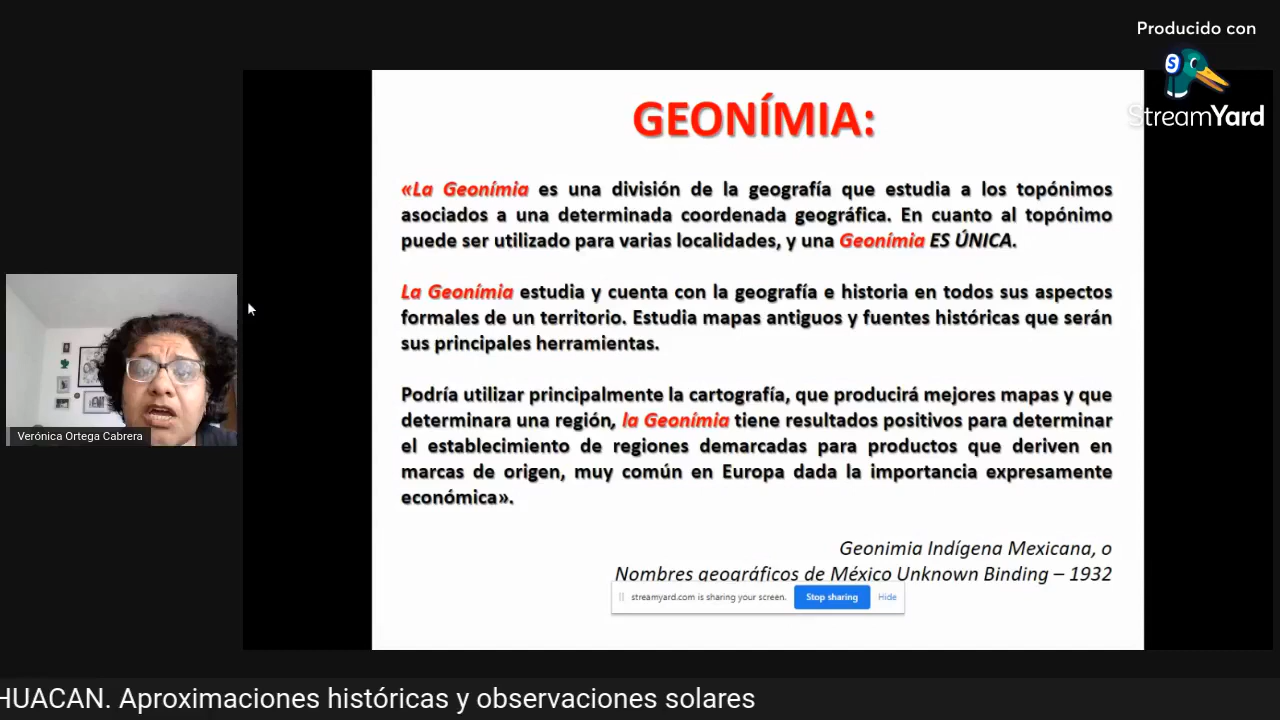 Producido con
StreamYard
GEONÍMIA:
«La Geonímia es una división de la geografía que estudia a los topónimos
asociados a una determinada coordenada geográfica. En cuanto al topónimo
puede ser utilizado para varias localidades, y una Geonímia ES ÚNICA.
La Geonímia estudia y cuenta con la geografía e historia en todos sus aspectos
formales de un territorio. Estudia mapas antiguos y fuentes históricas que serán
sus principales herramientas.
Podría utilizar principalmente la cartografía, que producirá mejores mapas y que
determinara una región, la Geonímia tiene resultados positivos para determinar
el establecimiento de regiones demarcadas para productos que deriven en
marcas de origen, muy común en Europa dada la importancia expresamente
económica».
Geonimia Indígena Mexicana, o
Nombres geográficos de México Unknown Binding – 1932
streamyard.com is sharing your screen.
Stop sharing
Hide
Verónica Ortega Cabrera
HUACAN. Aproximaciones históricas y observaciones solares